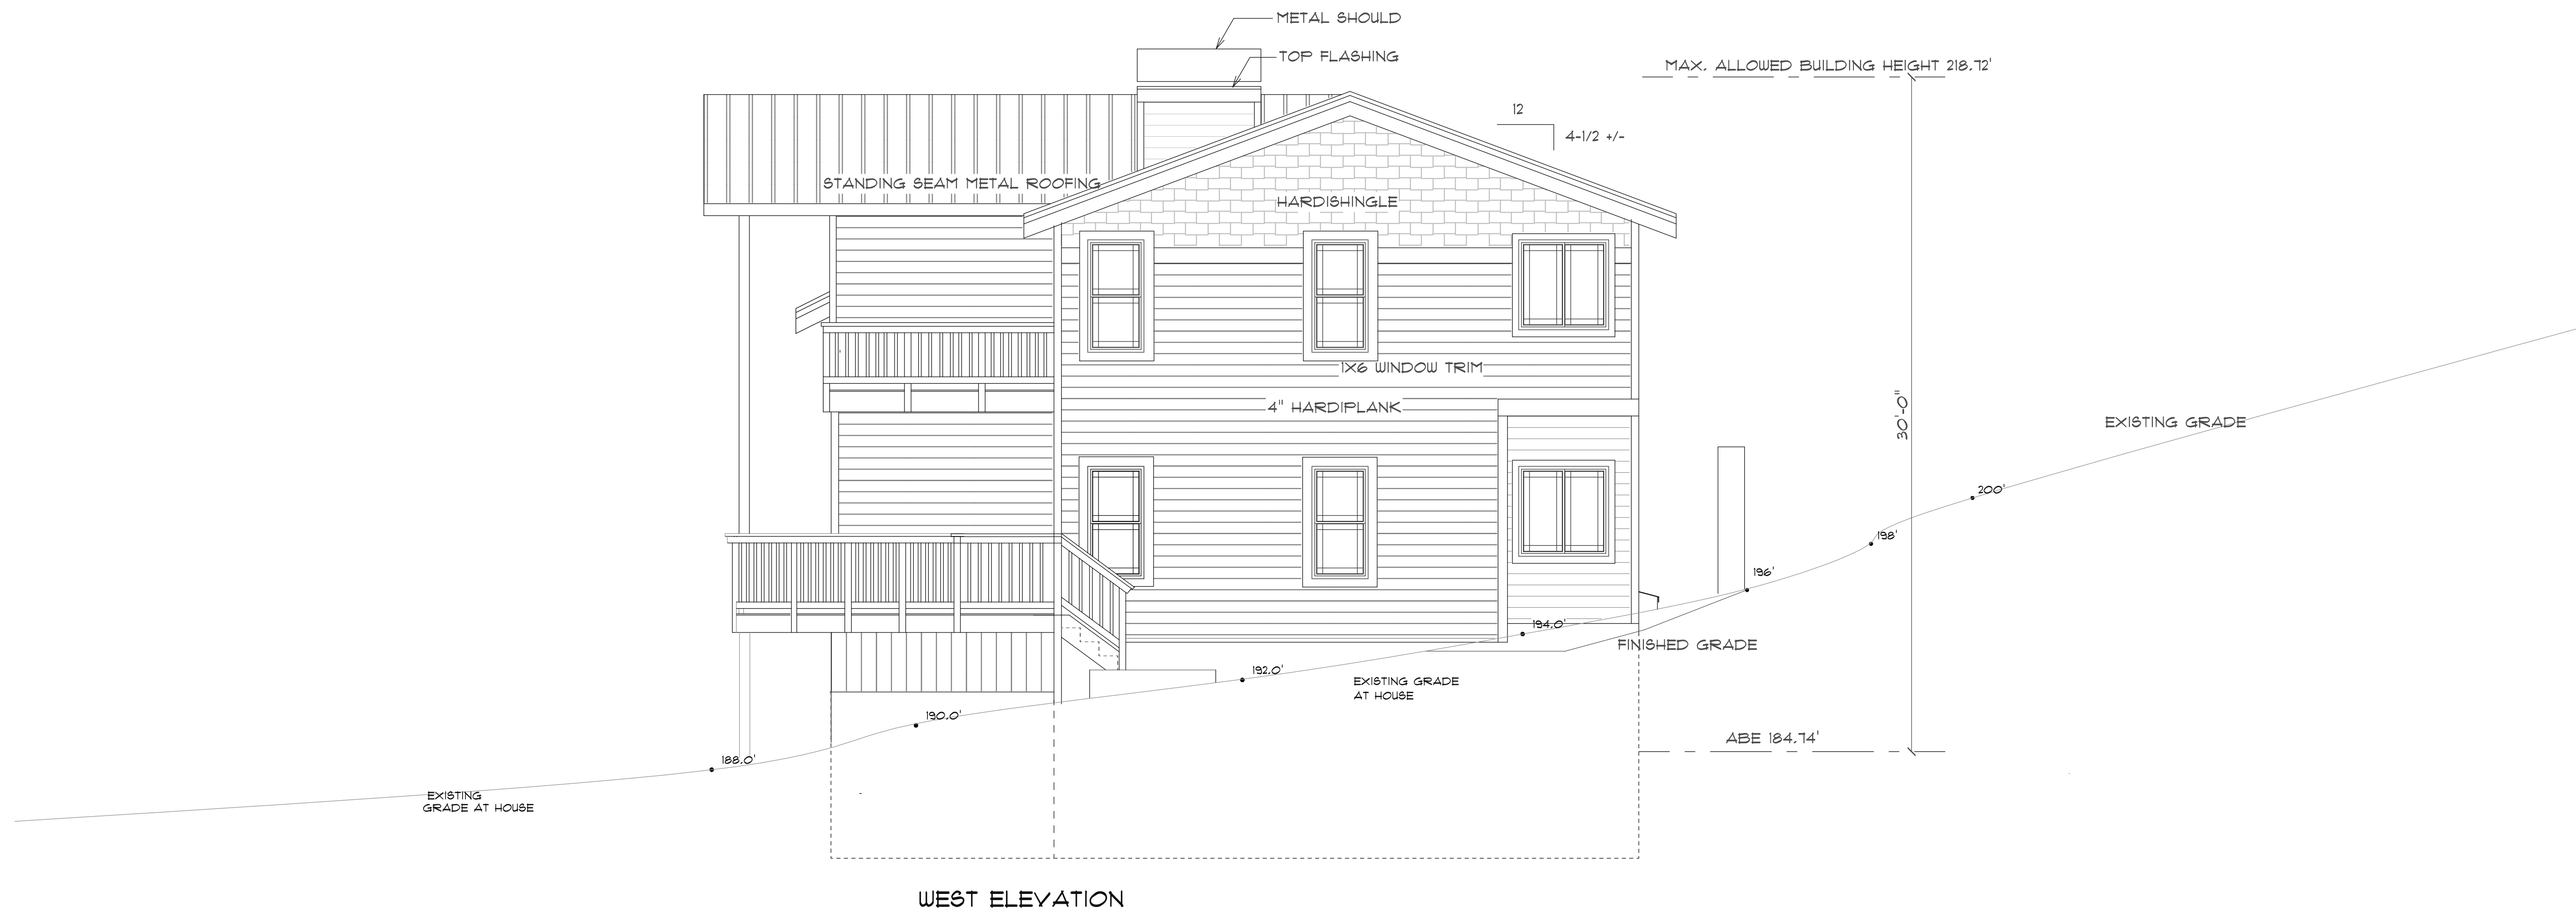 METAL SHOULD
TOP FLASHING
MAX. ALLOWED BUILDING HEIGHT 218.72'
12
4-1/2 +/-
STANDING SEAM METAL ROOFING
HARDISHINGLE
1X6 WINDOW TRIM
4" HARDIPLANK
30'-0"
EXISTING GRADE
200'
198'
196'
194.0'
FINISHED GRADE
192.0'
EXISTING GRADE
AT HOUSE
190.0'
ABE 184.74'
188.0'
EXISTING
GRADE AT HOUSE
WEST ELEVATION